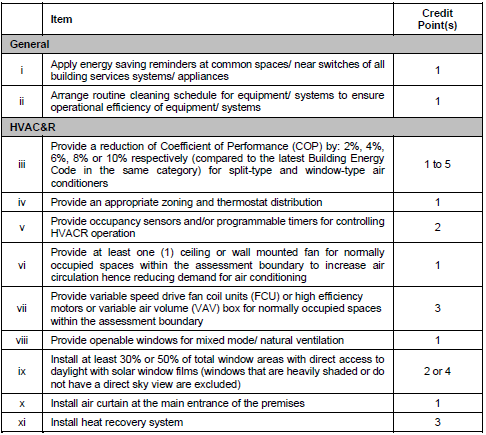 Item
Credit
Point(s)
General
i
Apply energy saving reminders at common spaces/ near switches of all
building services systems/ appliances
1
ii
Arrange routine cleaning schedule for equipment/ systems to ensure
operational efficiency of equipment/ systems
1
HVAC&R
iii
Provide a reduction of Coefficient of Performance (COP) by: 2%, 4%,
6%, 8% or 10% respectively (compared to the latest Building Energy
Code in the same category) for split-type and window-type air
conditioners
1 to 5
iv
Provide an appropriate zoning and thermostat distribution
1
v
Provide occupancy sensors and/or programmable timers for controlling
HVACR operation
2
vi
Provide at least one (1) ceiling or wall mounted fan for normally
occupied spaces within the assessment boundary to increase air
circulation hence reducing demand for air conditioning
1
vii
Provide variable speed drive fan coil units (FCU) or high efficiency
motors or variable air volume (VAV) box for normally occupied spaces
within the assessment boundary
3
viii
Provide openable windows for mixed mode/ natural ventilation
1
ix
Install at least 30% or 50% of total window areas with direct access to
daylight with solar window films (windows that are heavily shaded or do
not have a direct sky view are excluded)
2 or 4
x
Install air curtain at the main entrance of the premises
1
xi
Install heat recovery system
3